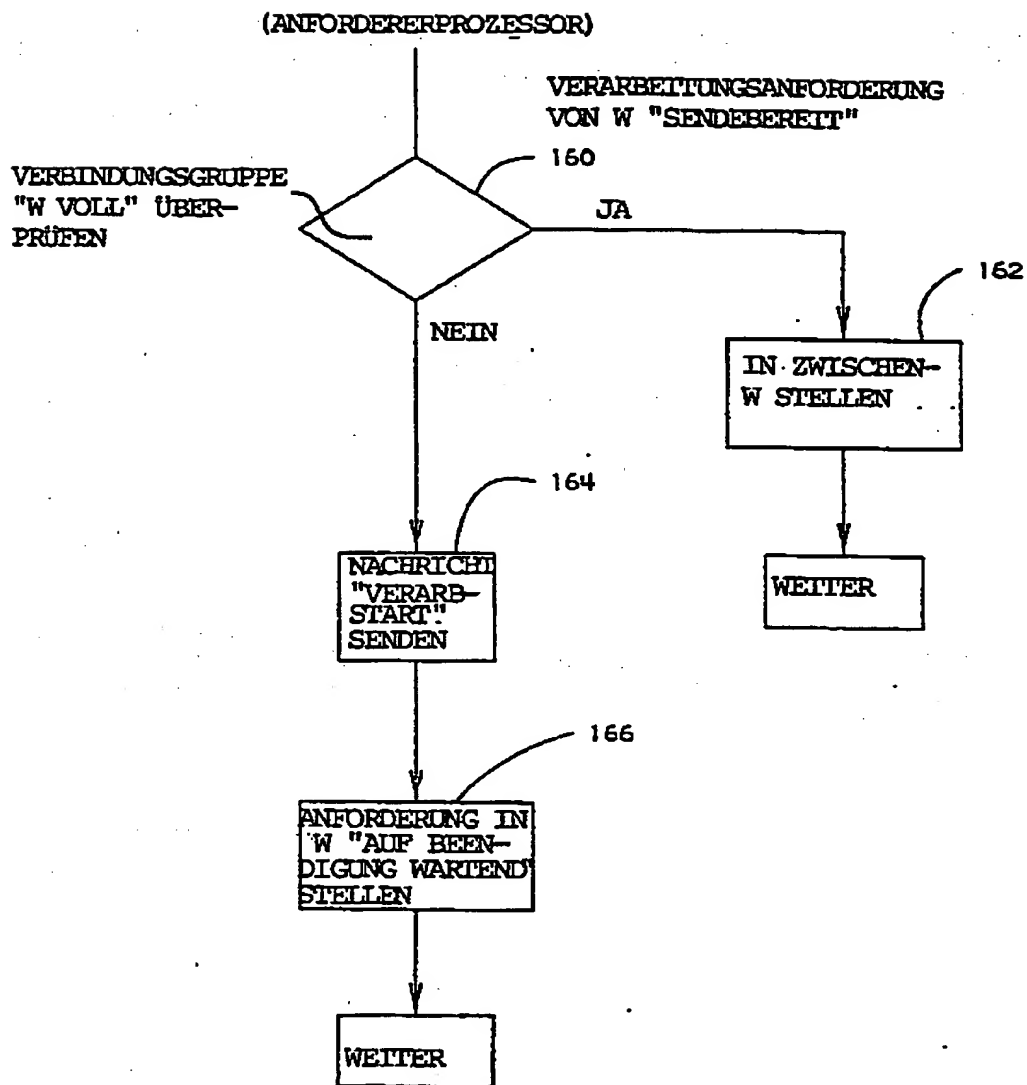 (ANFORDERERPROZESSOR)
VERARBEITUNGSANFORDERUNG
VON W "SENDEBEREIT"
160
VERBINDUNGSGRUPPE
"W VOLL" ÜBER-
PRÜFEN
JA
162
NEIN
IN ZWISCHEN-
W STELLEN
164
NACHRICHT
"VERARB-
START"
SENDEN
WEITER
166
ANFORDERUNG IN
W "AUF BEEN-
DIGUNG WARTEND"
STELLEN
WEITER